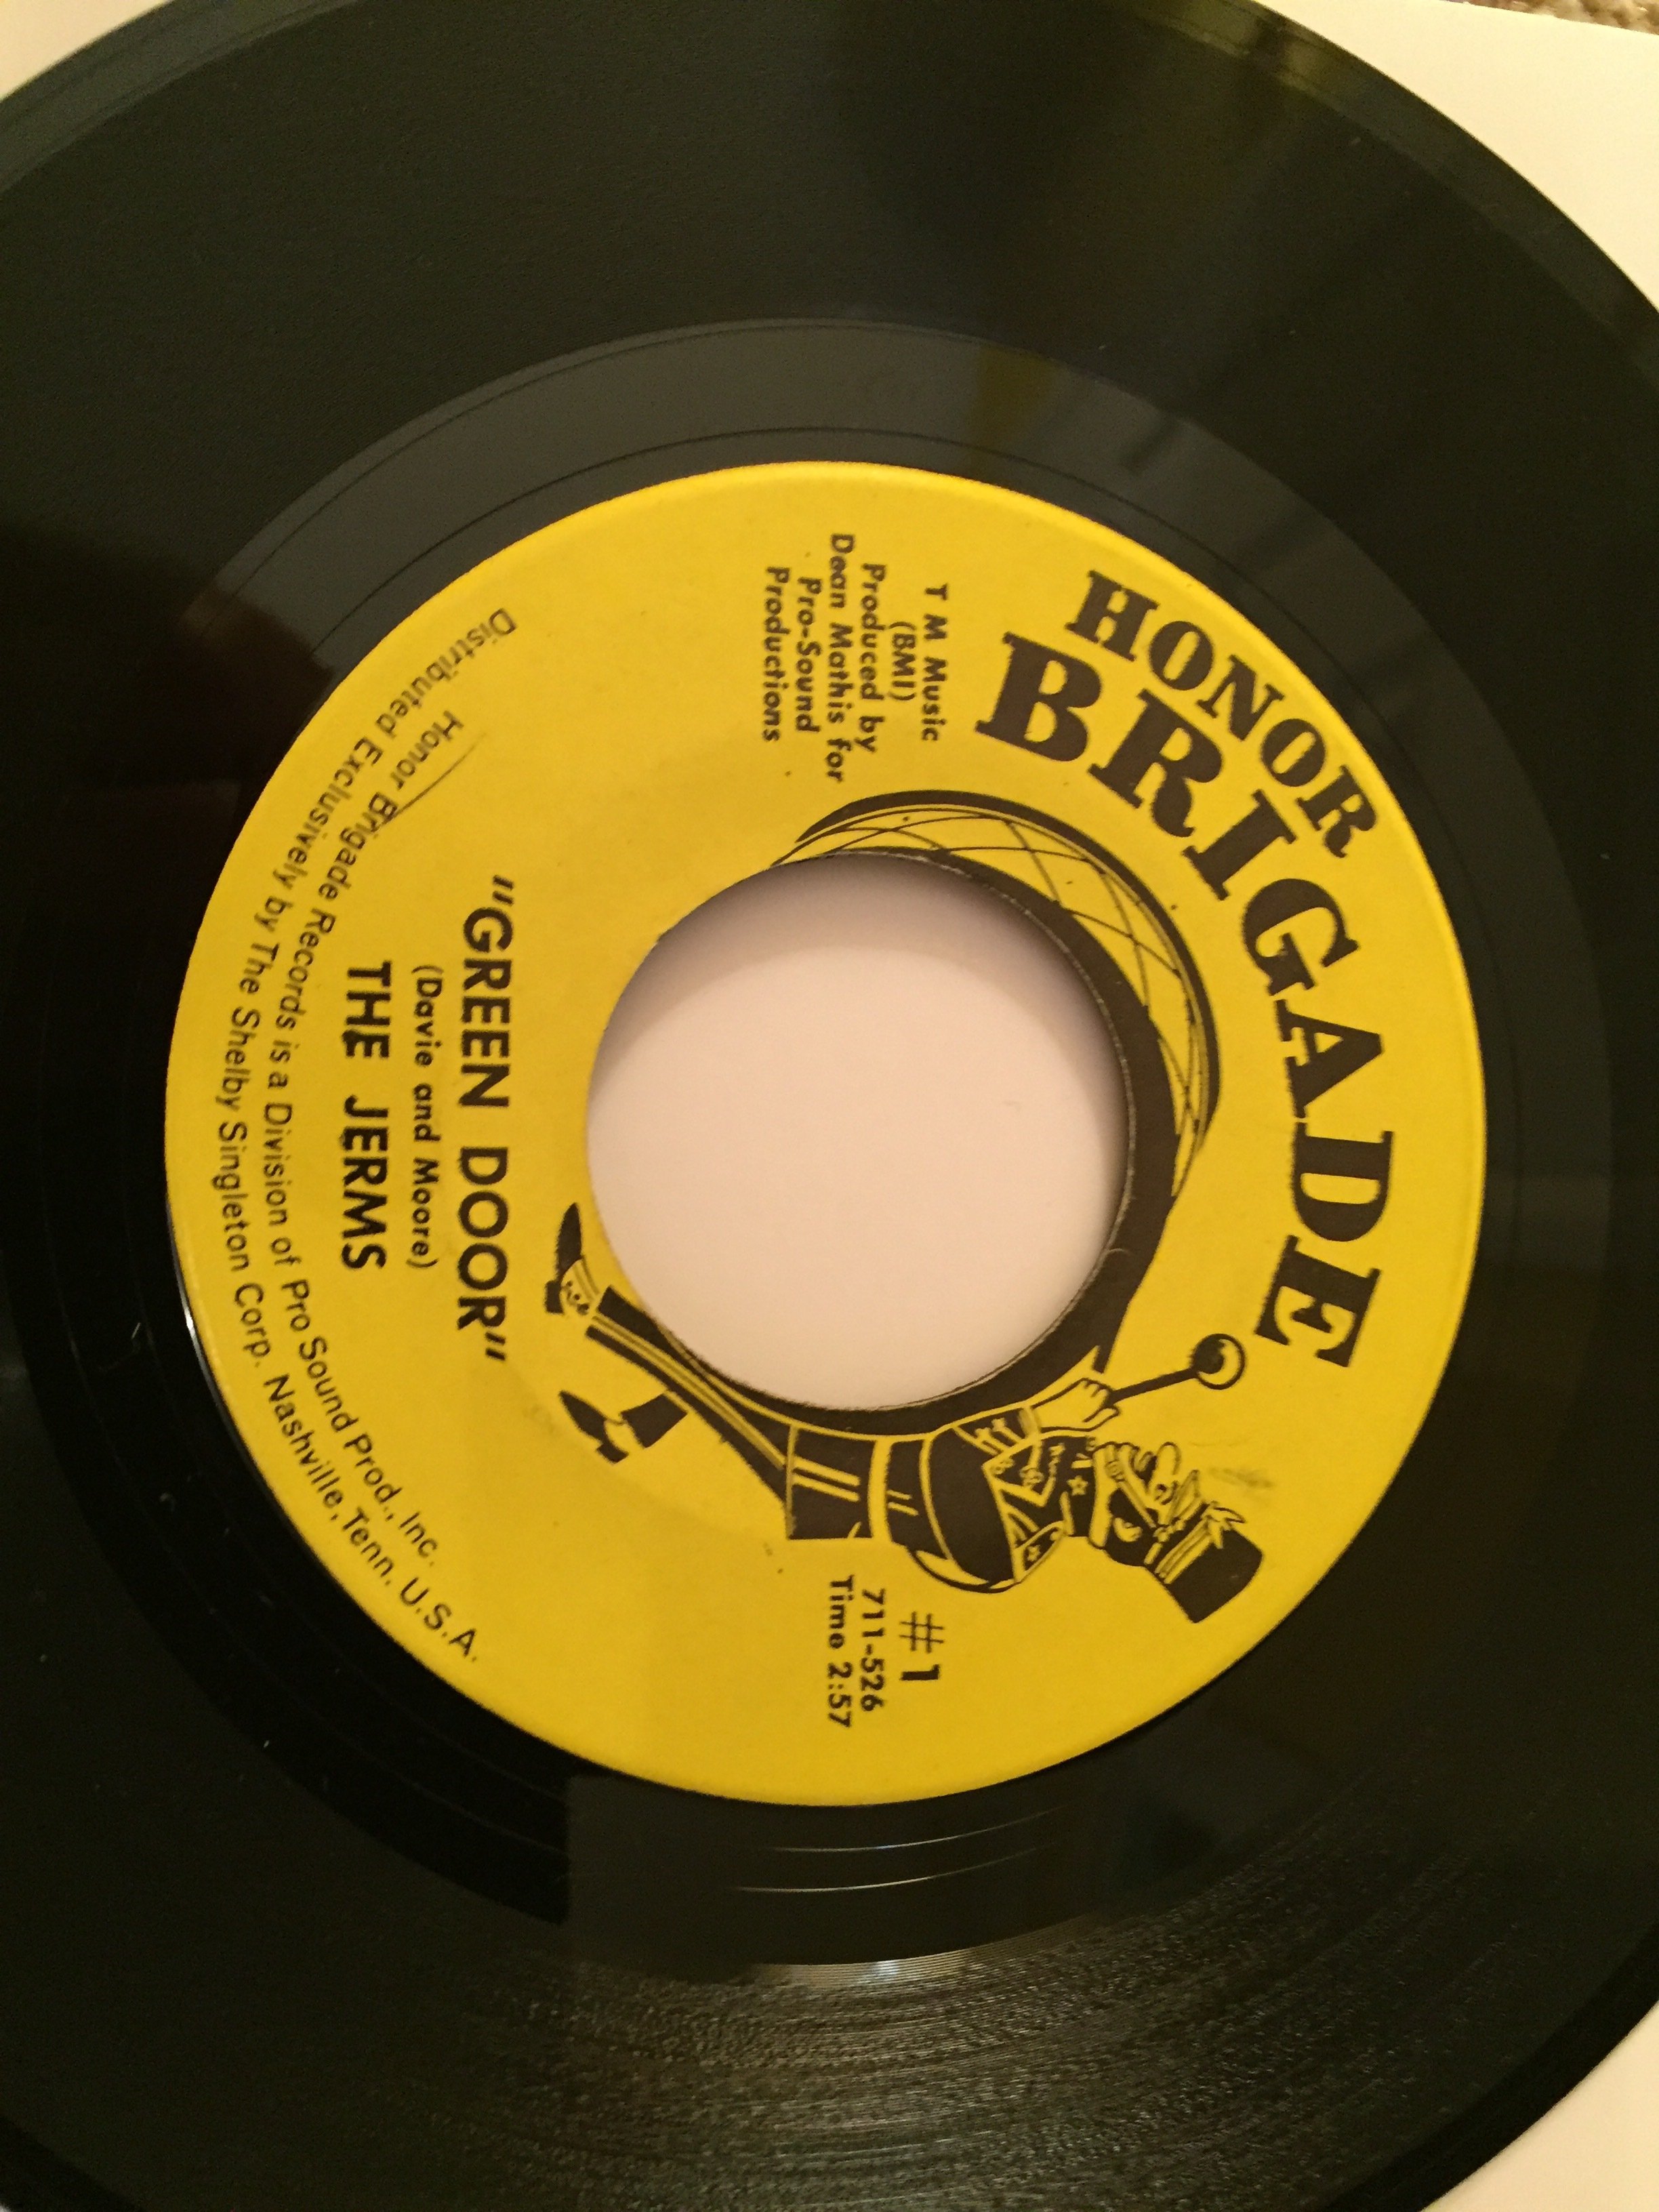 HONOR
BRIGADE
T M Music
(BMI)
Produced by
Dean Mathis for
Pro-Sound
Productions
#1
711-526
Time 2:57
"GREEN DOOR"
(Davie and Moore)
THE JERMS
Honor Brigade Records is a Division of Pro Sound Prod., Inc.
Distributed Exclusively by The Shelby Singleton Corp. Nashville, Tenn. U.S.A.